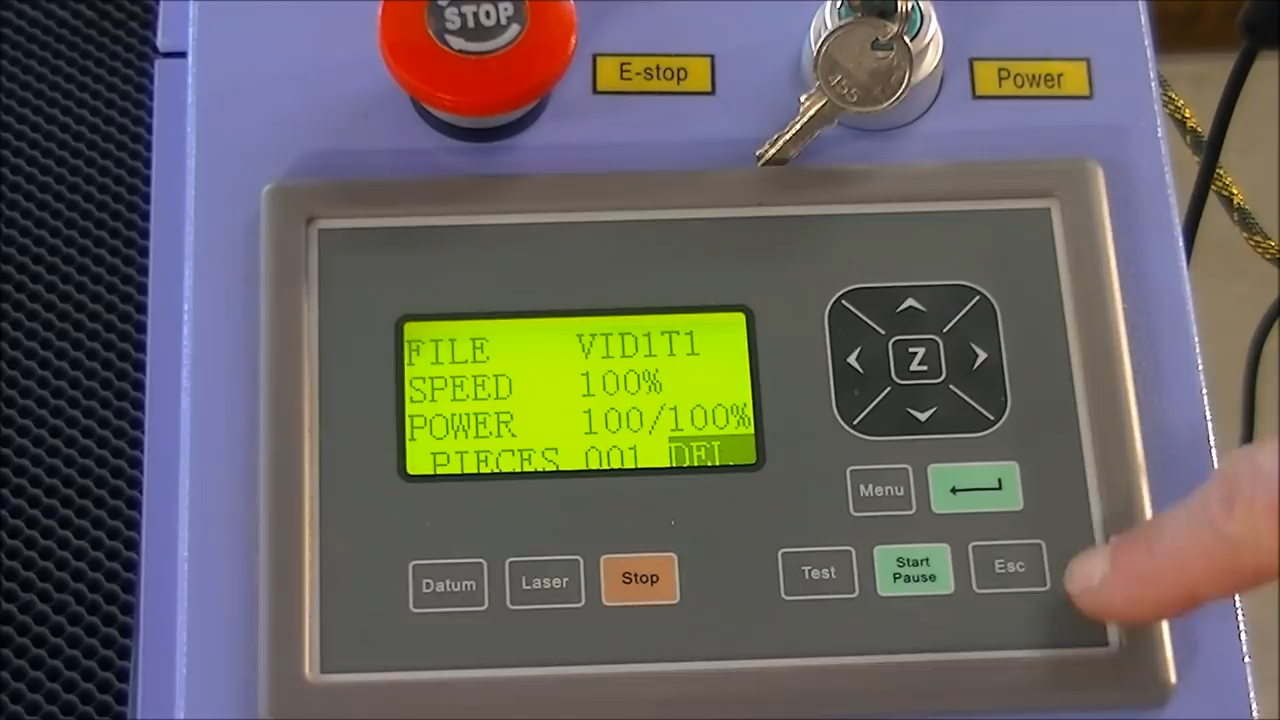 STOP
E-stop
455
Power
FILE VID1T1
SPEED 100%
POWER 100/100%
PIECES 001 DEL
Z
Menu
Datum
Laser
Stop
Test
Start
Pause
Esc